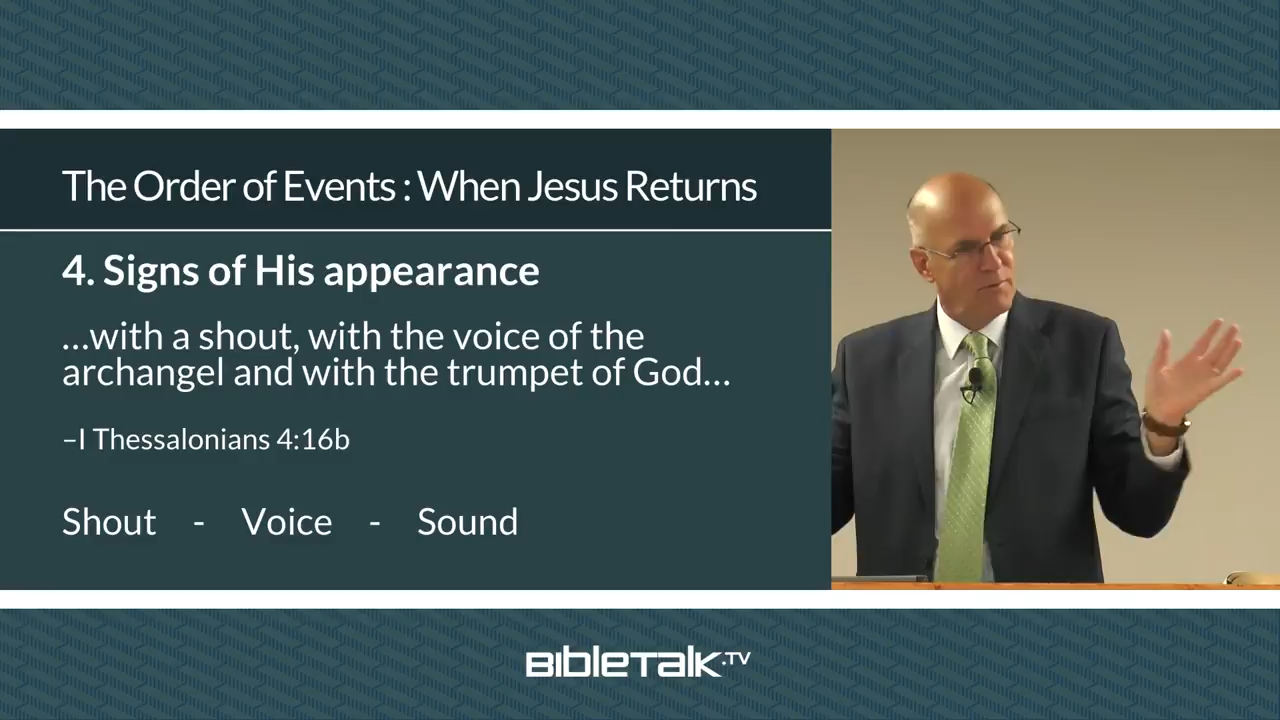 The Order of Events : When Jesus Returns
4. Signs of His appearance
...with a shout, with the voice of the
archangel and with the trumpet of God...
–I Thessalonians 4:16b
Shout - Voice - Sound
BibleTalk.TV